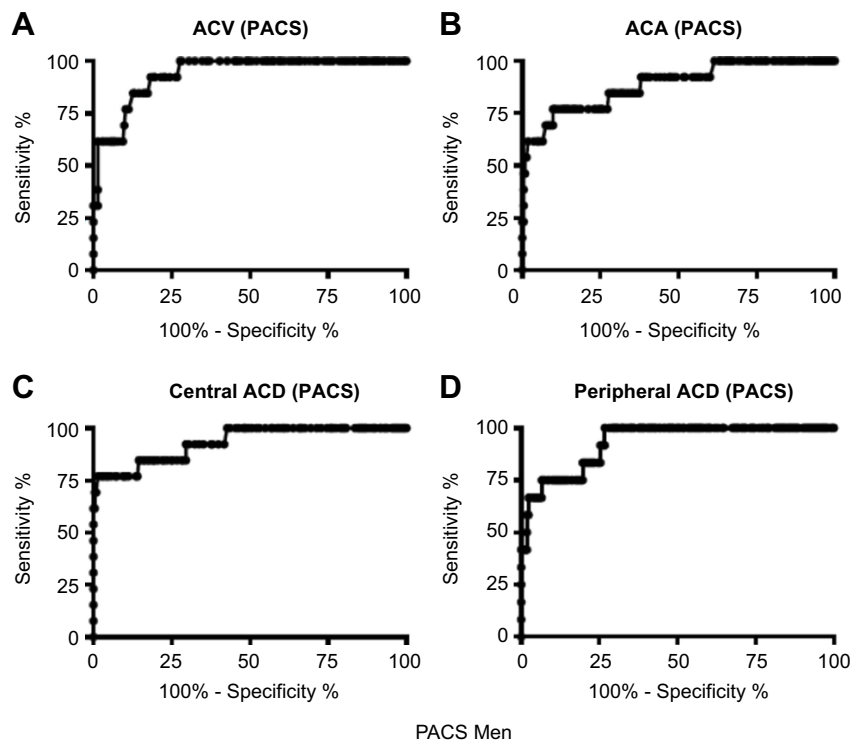 A
ACV (PACS)
100
75
50
25
0
Sensitivity %
0 25 50 75 100
100% - Specificity %
B
ACA (PACS)
100
75
50
25
0
Sensitivity %
0 25 50 75 100
100% - Specificity %
C
Central ACD (PACS)
100
75
50
25
0
Sensitivity %
0 25 50 75 100
100% - Specificity %
D
Peripheral ACD (PACS)
100
75
50
25
0
Sensitivity %
0 25 50 75 100
100% - Specificity %
PACS Men